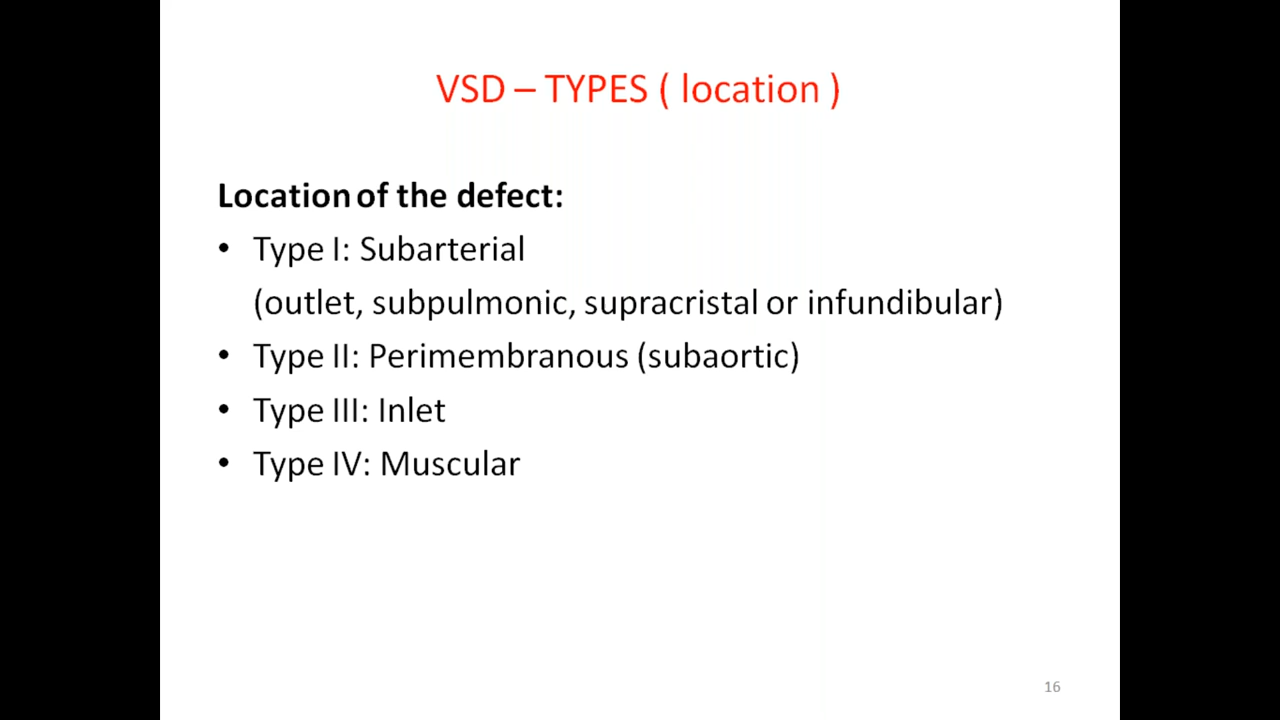 VSD – TYPES ( location )
Location of the defect:
• Type I: Subarterial
(outlet, subpulmonic, supracristal or infundibular)
• Type II: Perimembranous (subaortic)
• Type III: Inlet
• Type IV: Muscular
16